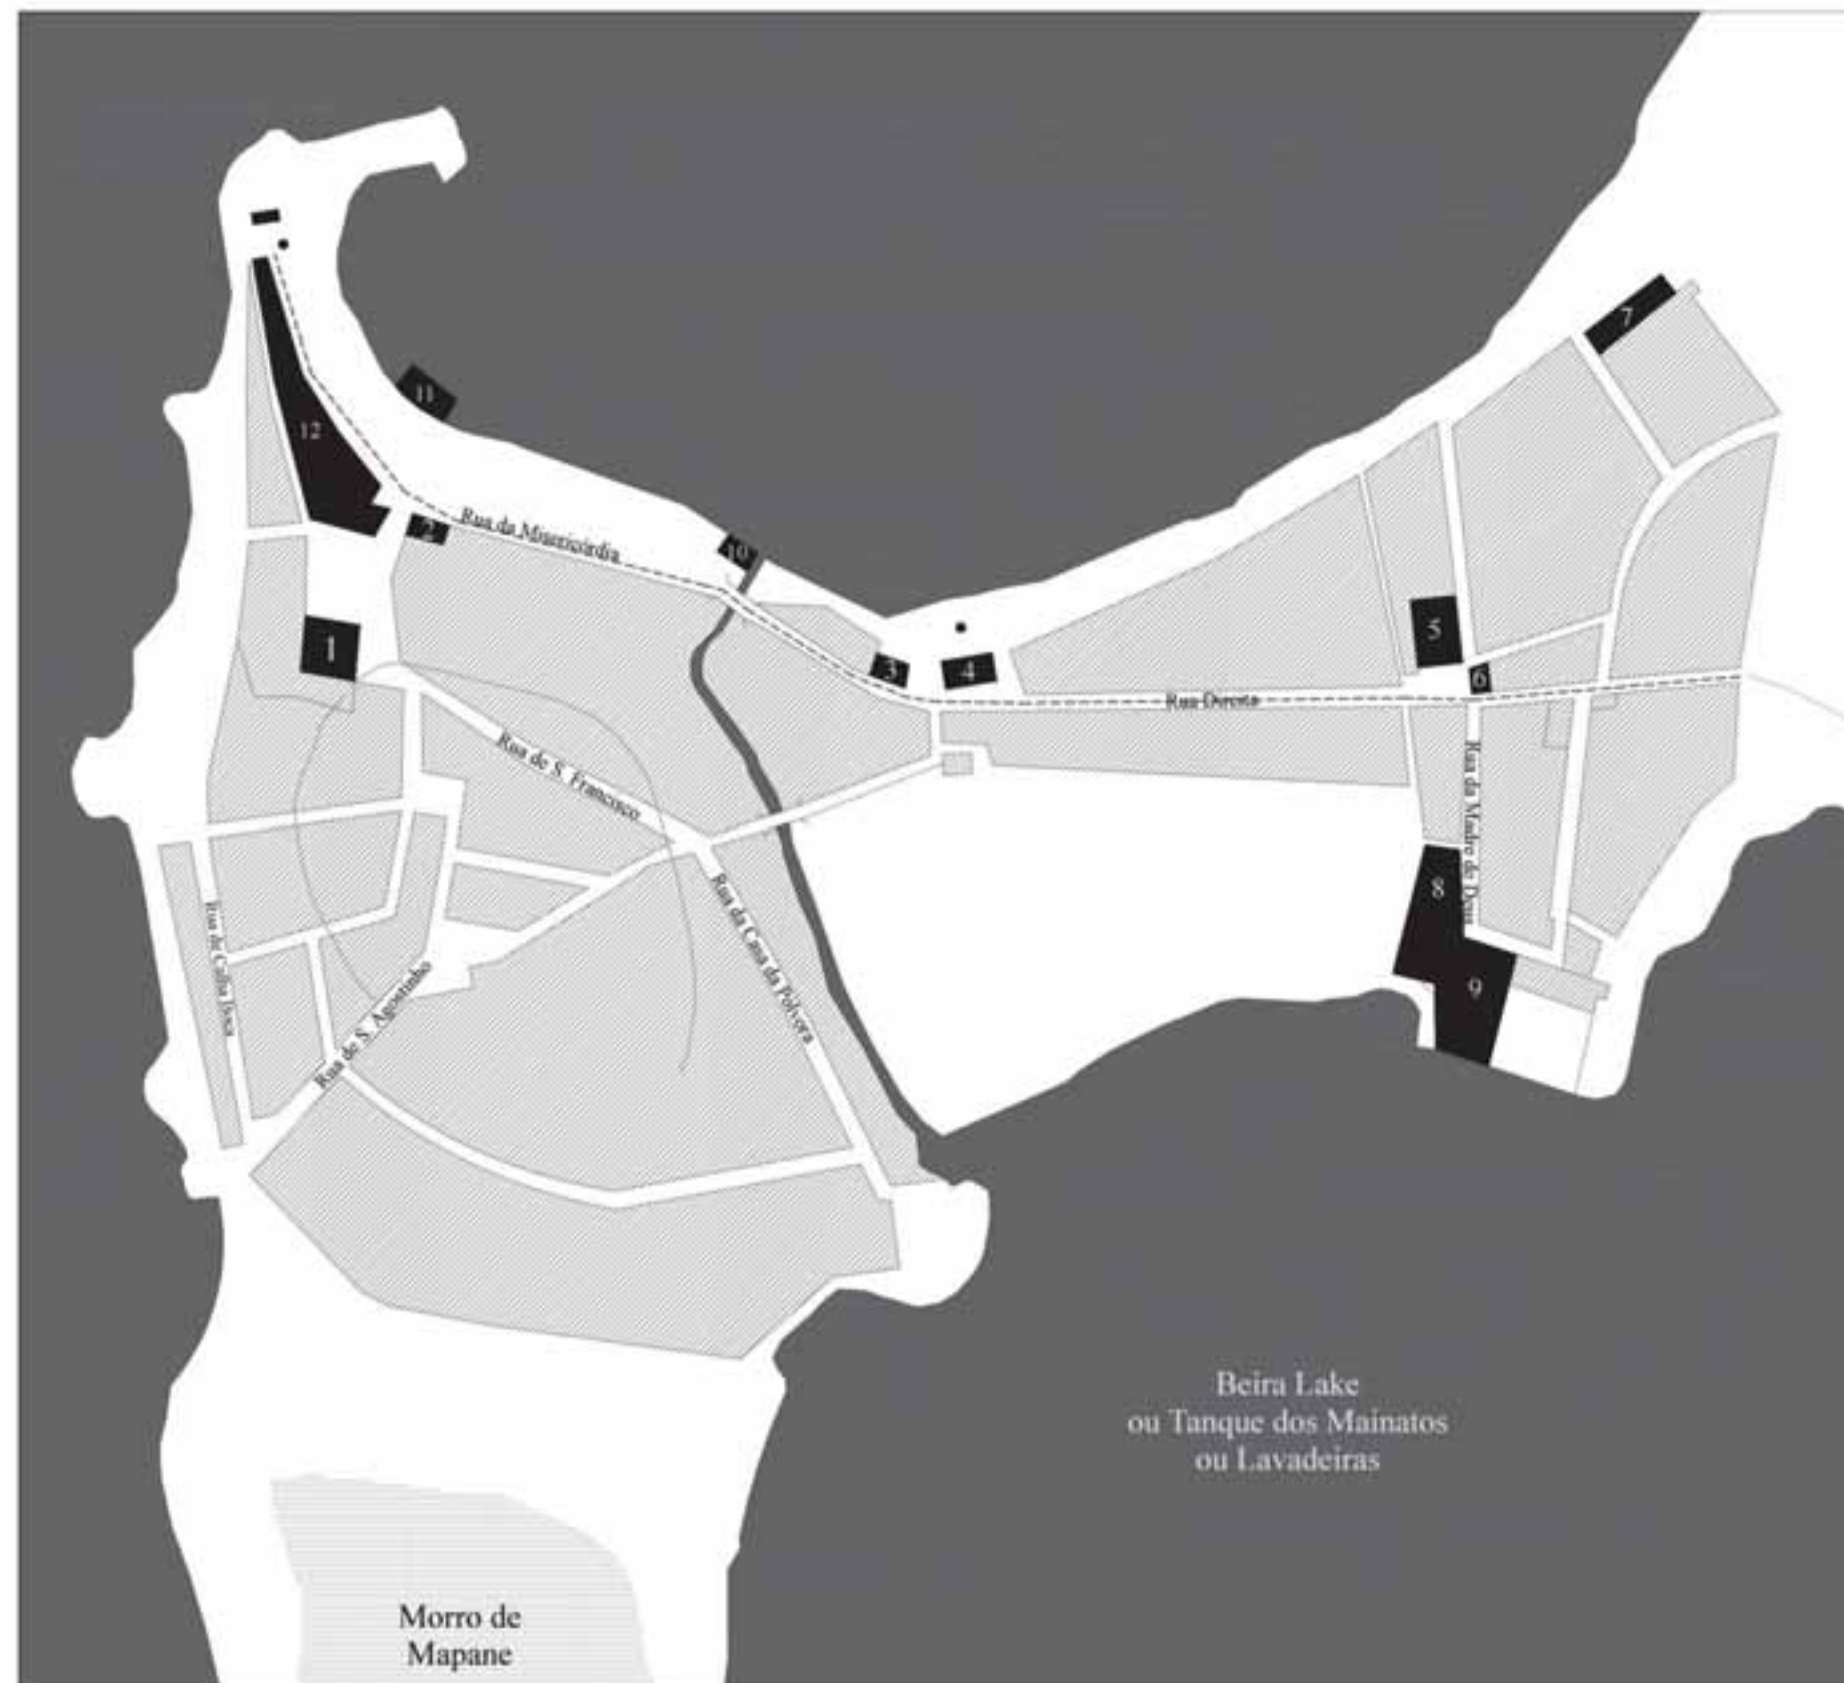 7
11
12
2
Rua da Misericórdia
10
1
3
4
5
6
Rua Direita
Rua de S. Francisco
Rua da Madre de Deus
8
9
Rua da Casa da Pólvora
Rua de S. Agostinho
Rua de
Beira Lake
ou Tanque dos Mainatos
ou Lavadeiras
Morro de
Mapane